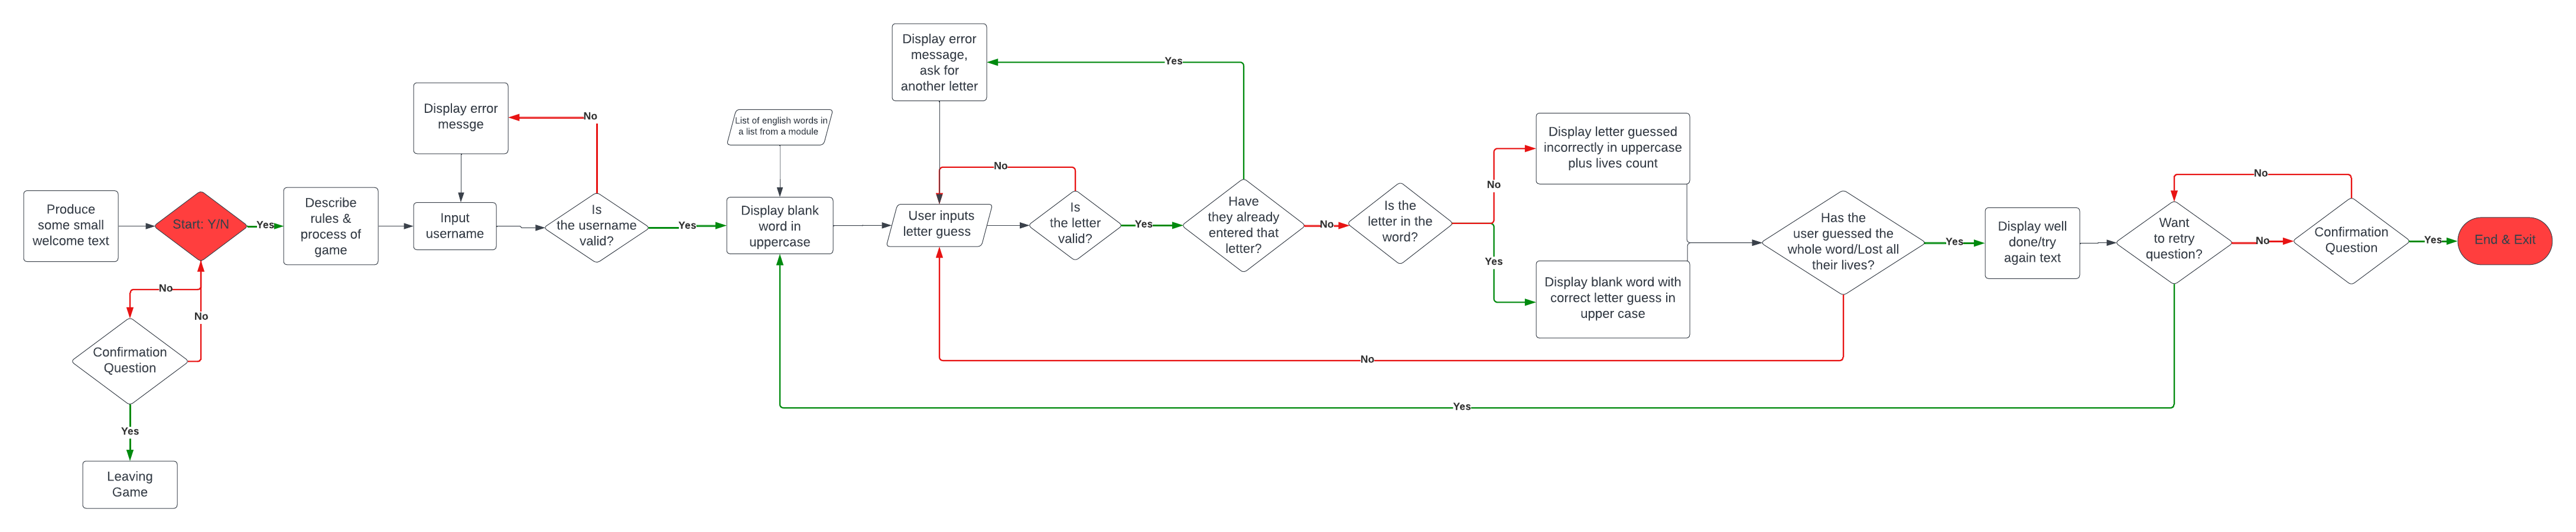 Produce
some small
welcome text
Start: Y/N
Yes
No
No
Confirmation
Question
Yes
Leaving
Game
Describe
rules &
process of
game
Display error
messge
Input
username
No
Is
the username
valid?
Yes
List of english words in
a list from a module
Display blank
word in
uppercase
Display error
message,
ask for
another letter
User inputs
letter guess
No
Is
the letter
valid?
Yes
Yes
Have
they already
entered that
letter?
No
Is the
letter in the
word?
No
Yes
Display letter guessed
incorrectly in uppercase
plus lives count
Display blank word with
correct letter guess in
upper case
Has the
user guessed the
whole word/Lost all
their lives?
No
Yes
Display well
done/try
again text
Want
to retry
question?
Yes
No
No
Confirmation
Question
Yes
End & Exit